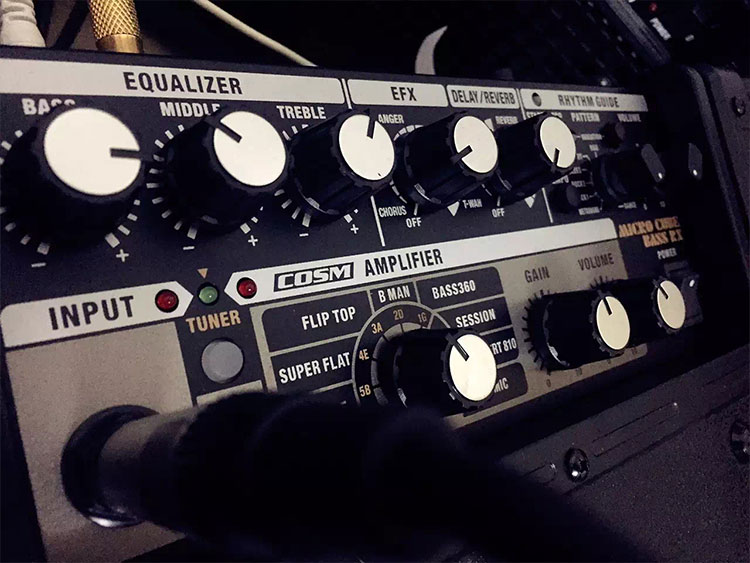 EQUALIZER
EFX
DELAY/REVERB
RHYTHM GUIDE
BASS
MIDDLE
TREBLE
PATTERN
VOLUME
CHORUS
OFF
T-WAH
OFF
- + - + - +
MICRO CUBE
BASS RX
POWER
INPUT
TUNER
COSM AMPLIFIER
GAIN
VOLUME
B MAN
BASS360
FLIP TOP
SESSION
SUPER FLAT
5B
4E
3A
2D
1G
0
10